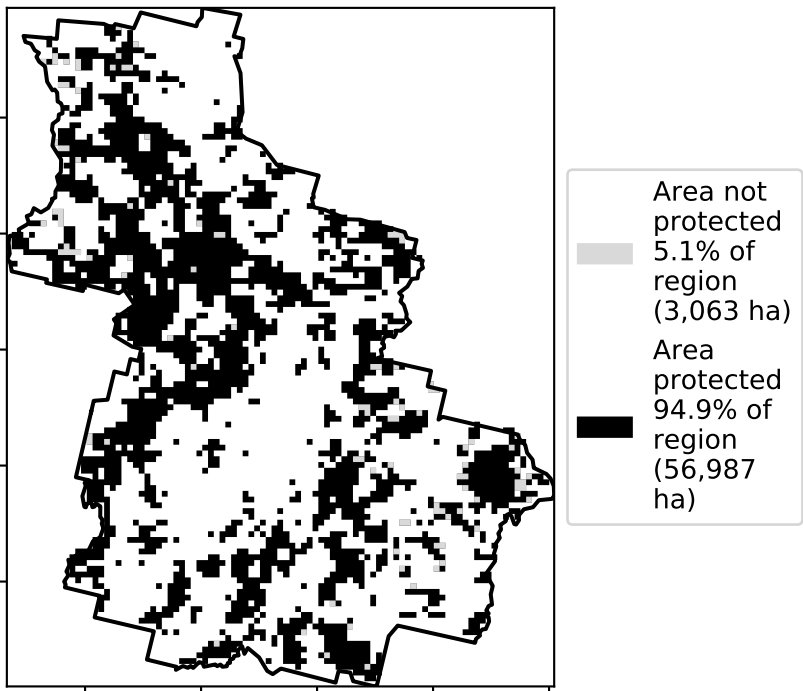 Area not
protected
5.1% of
region
(3,063 ha)
Area
protected
94.9% of
region
(56,987
ha)